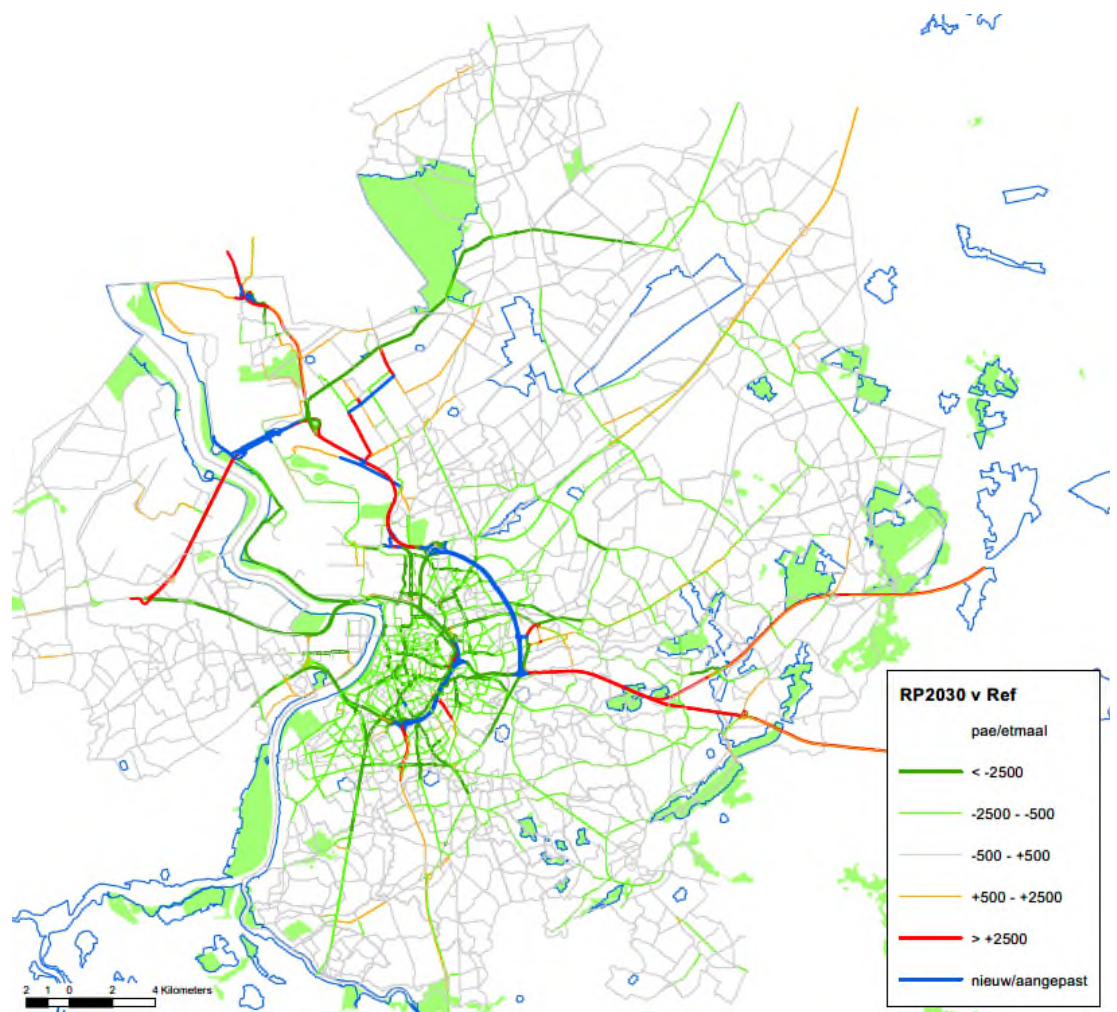 RP2030 v Ref
pae/etmaal
< -2500
-2500 - -500
-500 - +500
+500 - +2500
> +2500
nieuw/aangepast
2 1 0 2 4 Kilometers